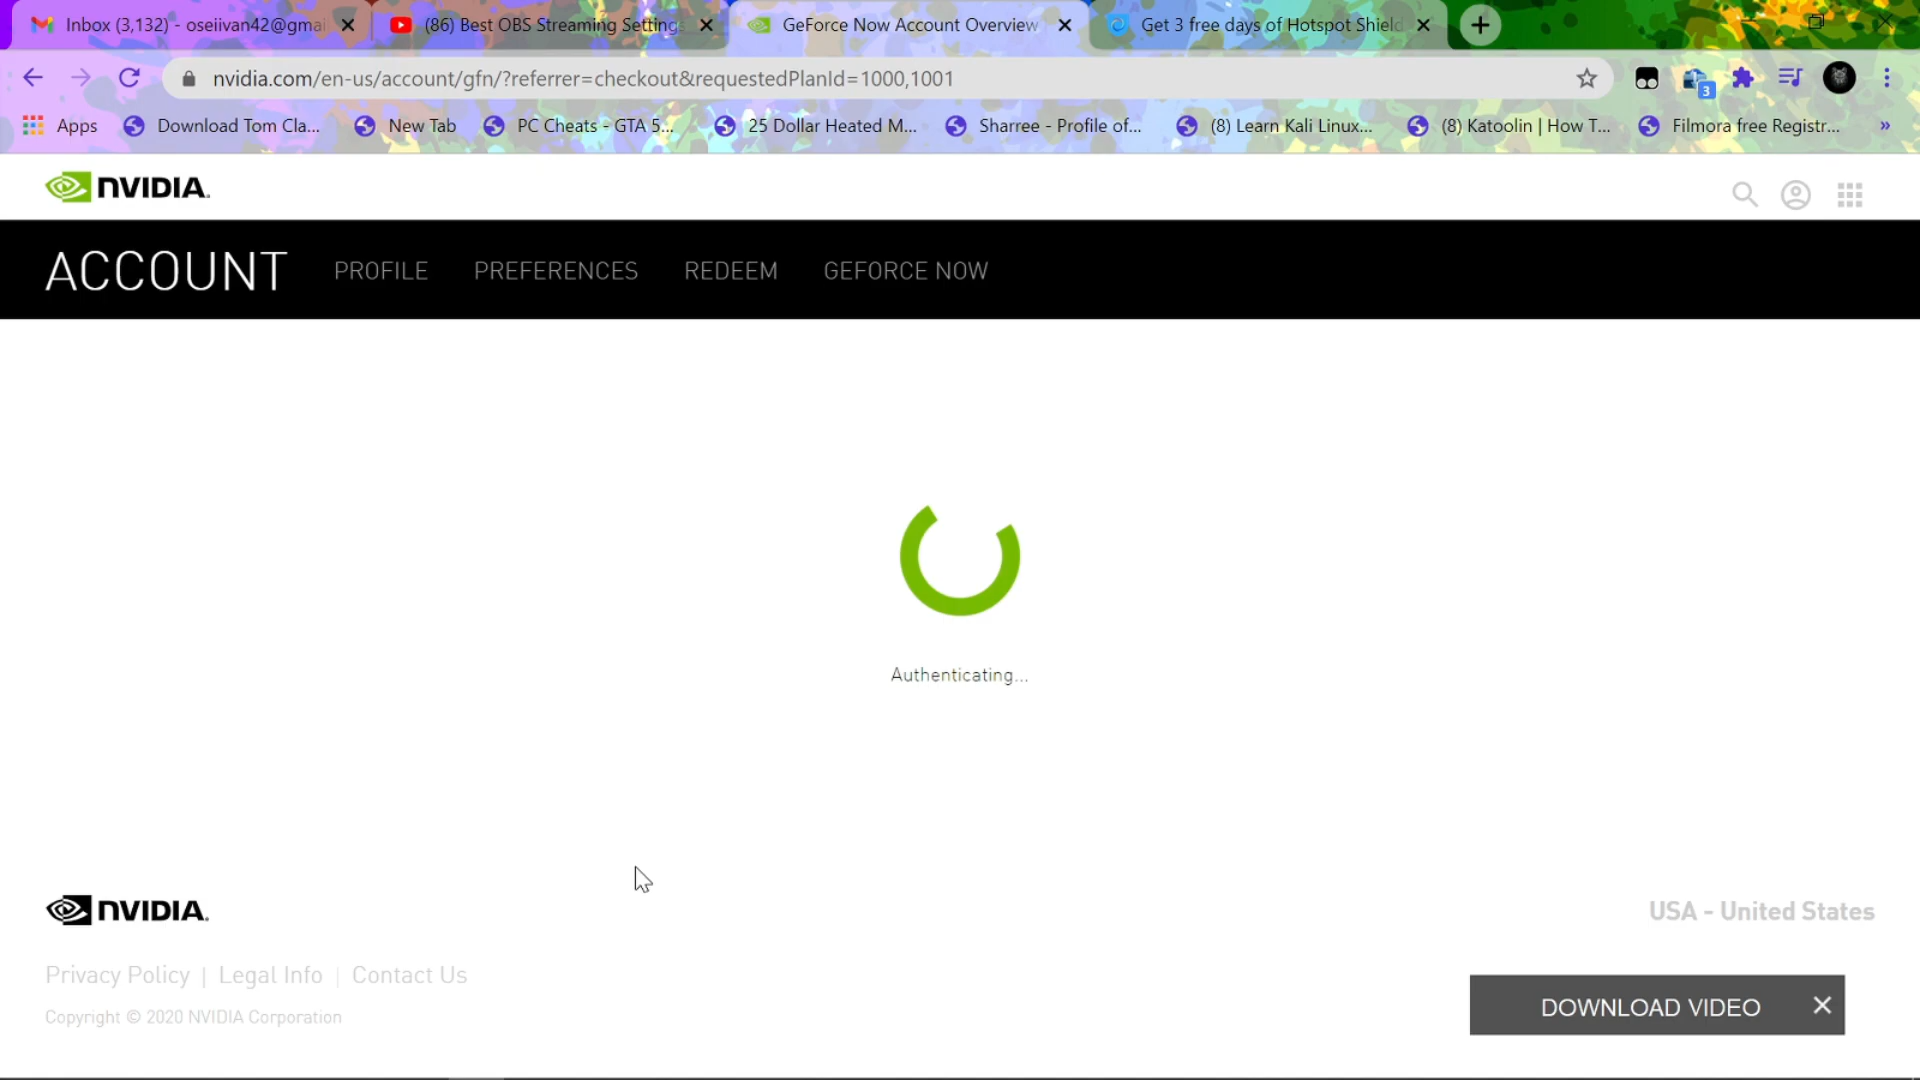 Inbox (3,132) - oseiivan42@gmai
(86) Best OBS Streaming Settings
GeForce Now Account Overview
Get 3 free days of Hotspot Shield
nvidia.com/en-us/account/gfn/?referrer=checkout&requestedPlanId=1000,1001
3
Apps
Download Tom Cla...
New Tab
PC Cheats - GTA 5...
25 Dollar Heated M...
Sharree - Profile of...
(8) Learn Kali Linux...
(8) Katoolin | How T...
Filmora free Registr...
»
NVIDIA.
ACCOUNT
PROFILE
PREFERENCES
REDEEM
GEFORCE NOW
Authenticating...
NVIDIA.
USA - United States
Privacy Policy | Legal Info | Contact Us
Copyright © 2020 NVIDIA Corporation
DOWNLOAD VIDEO